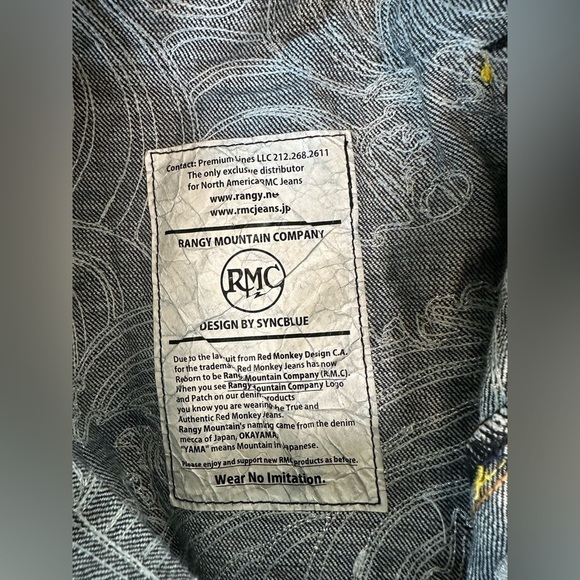 Contact: Premium Lines LLC 212.268.2611
The only exclusive distributor
for North America RMC Jeans
www.rangy.ne
www.rmcjeans.jp
RANGY MOUNTAIN COMPANY
RMC
DESIGN BY SYNCBLUE
Due to the lawsuit from Red Monkey Design C.A.
for the tradema Red Monkey Jeans has now
Reborn to be Rangy Mountain Company (R.M.C).
When you see Rangy Mountain Company Logo
and Patch on our denim products
you know you are wearing the True and
Authentic Red Monkey Jeans.
Rangy Mountain's naming came from the denim
mecca of Japan, OKAYAMA,
"YAMA" means Mountain in Japanese.
Please enjoy and support new RMC products as before.
Wear No Imitation.